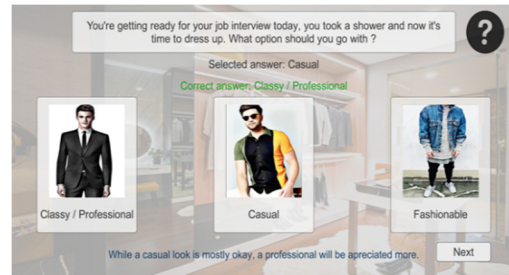 You're getting ready for your job interview today, you took a shower and now it's
time to dress up. What option should you go with ?
?
Selected answer: Casual
Correct answer: Classy / Professional
Classy / Professional
Casual
Fashionable
While a casual look is mostly okay, a professional will be apreciated more.
Next